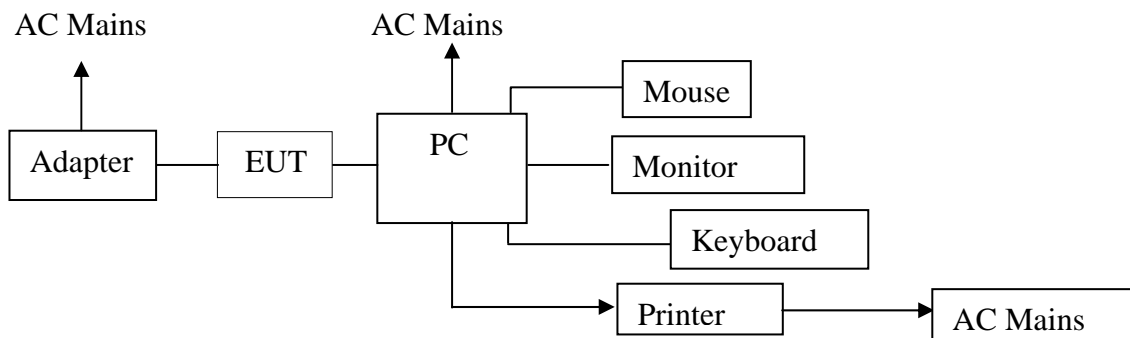 AC Mains
AC Mains
Mouse
PC
Adapter
EUT
Monitor
Keyboard
Printer
AC Mains